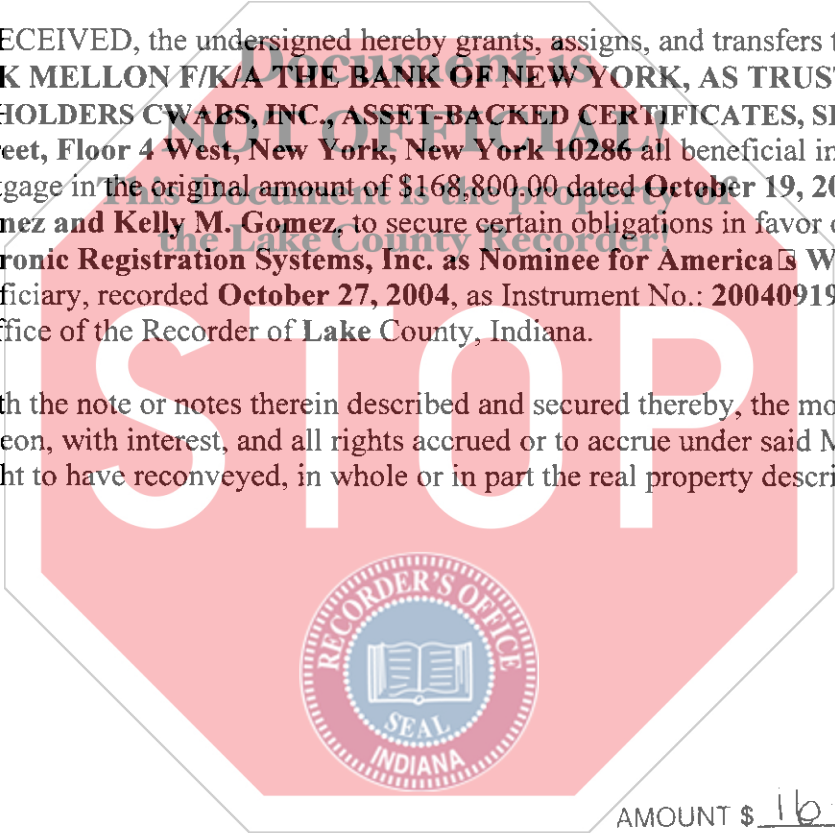 ECEIVED, the undersigned hereby grants, assigns, and transfers t
Document is
K MELLON F/K/A THE BANK OF NEW YORK, AS TRUST
HOLDERS CWABS, INC., ASSET-BACKED CERTIFICATES, SE
NOT OFFICIAL!
eet, Floor 4 West, New York, New York 10286 all beneficial in
gage in the original amount of $168,800.00 dated October 19, 20
This Document is the property of
nez and Kelly M. Gomez, to secure certain obligations in favor o
the Lake County Recorder!
ronic Registration Systems, Inc. as Nominee for America□s W
ficiary, recorded October 27, 2004, as Instrument No.: 20040919
ffice of the Recorder of Lake County, Indiana.
th the note or notes therein described and secured thereby, the mo
eon, with interest, and all rights accrued or to accrue under said M
ht to have reconveyed, in whole or in part the real property descri
STOP
RECORDER'S OFFICE
SEAL
INDIANA
AMOUNT $ 16